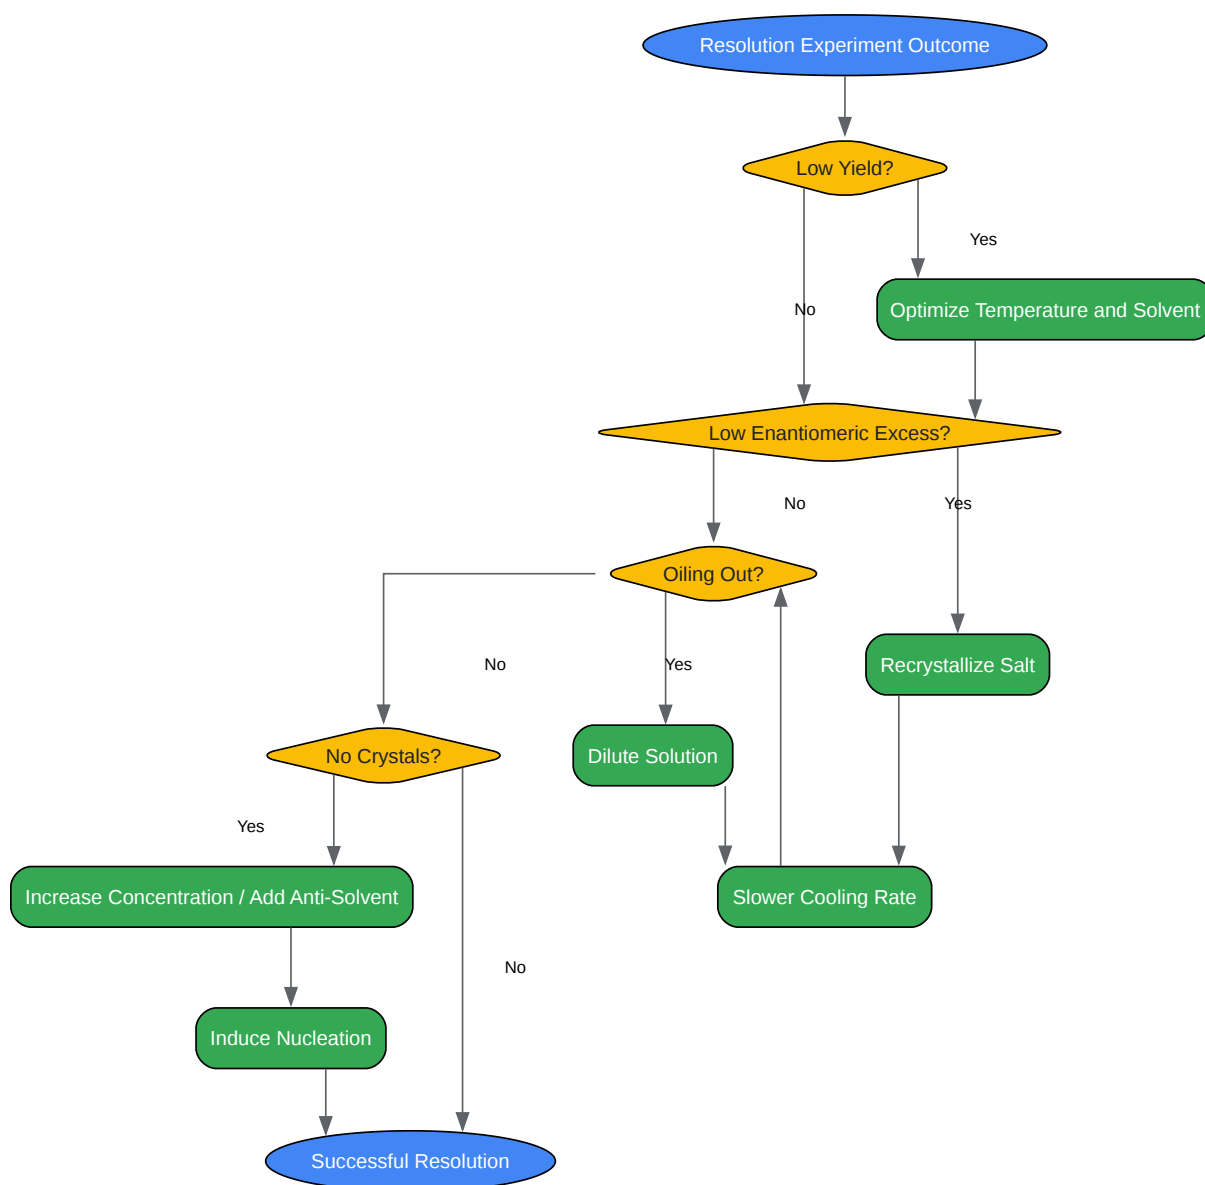 Resolution Experiment Outcome
Low Yield?
Yes
Optimize Temperature and Solvent
No
Low Enantiomeric Excess?
No
Yes
Oiling Out?
No
Yes
Recrystallize Salt
No Crystals?
Dilute Solution
Yes
Increase Concentration / Add Anti-Solvent
Slower Cooling Rate
No
Induce Nucleation
Successful Resolution